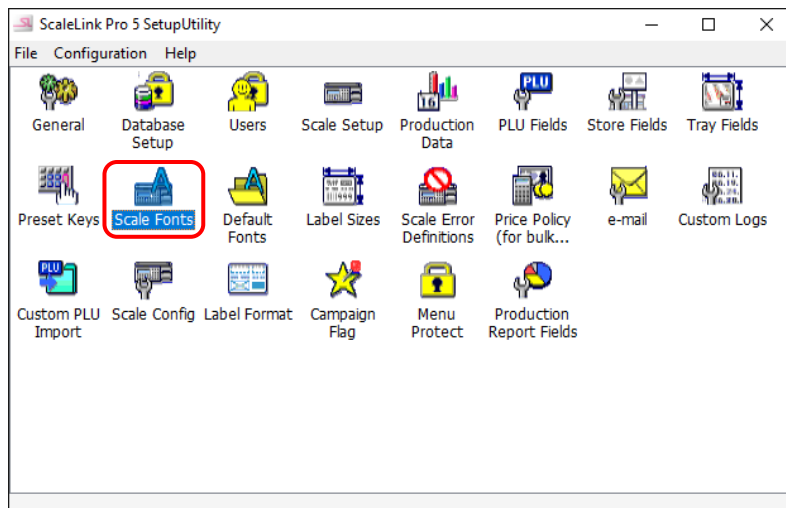 ScaleLink Pro 5 SetupUtility
File Configuration Help
General Database Setup Users Scale Setup Production Data PLU Fields Store Fields Tray Fields
Preset Keys Scale Fonts Default Fonts Label Sizes Scale Error Definitions Price Policy (for bulk... e-mail Custom Logs
Custom PLU Import Scale Config Label Format Campaign Flag Menu Protect Production Report Fields